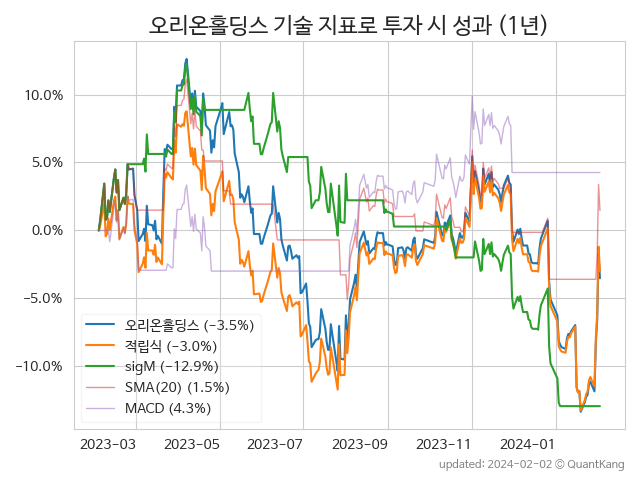 오리온홀딩스 기술 지표로 투자 시 성과 (1년)
10.0%
5.0%
0.0%
−5.0%
−10.0%
오리온홀딩스 (−3.5%)
적립식 (−3.0%)
sigM (−12.9%)
SMA(20) (1.5%)
MACD (4.3%)
2023-03 2023-05 2023-07 2023-09 2023-11 2024-01
updated: 2024-02-02 © QuantKang